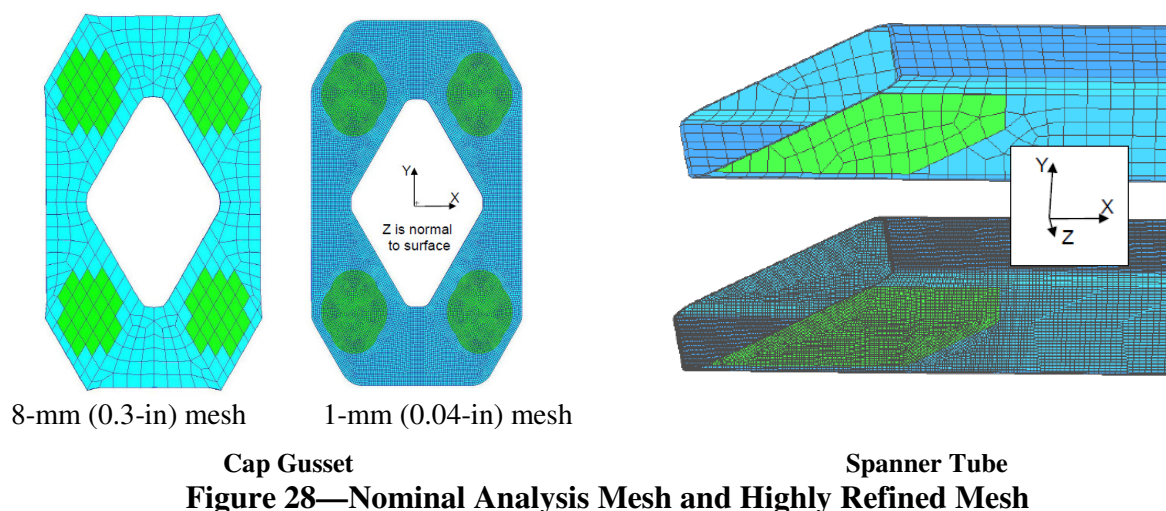 Y
X
Z is normal
to surface
Y
X
Z
8-mm (0.3-in) mesh
1-mm (0.04-in) mesh
Cap Gusset
Spanner Tube
Figure 28—Nominal Analysis Mesh and Highly Refined Mesh